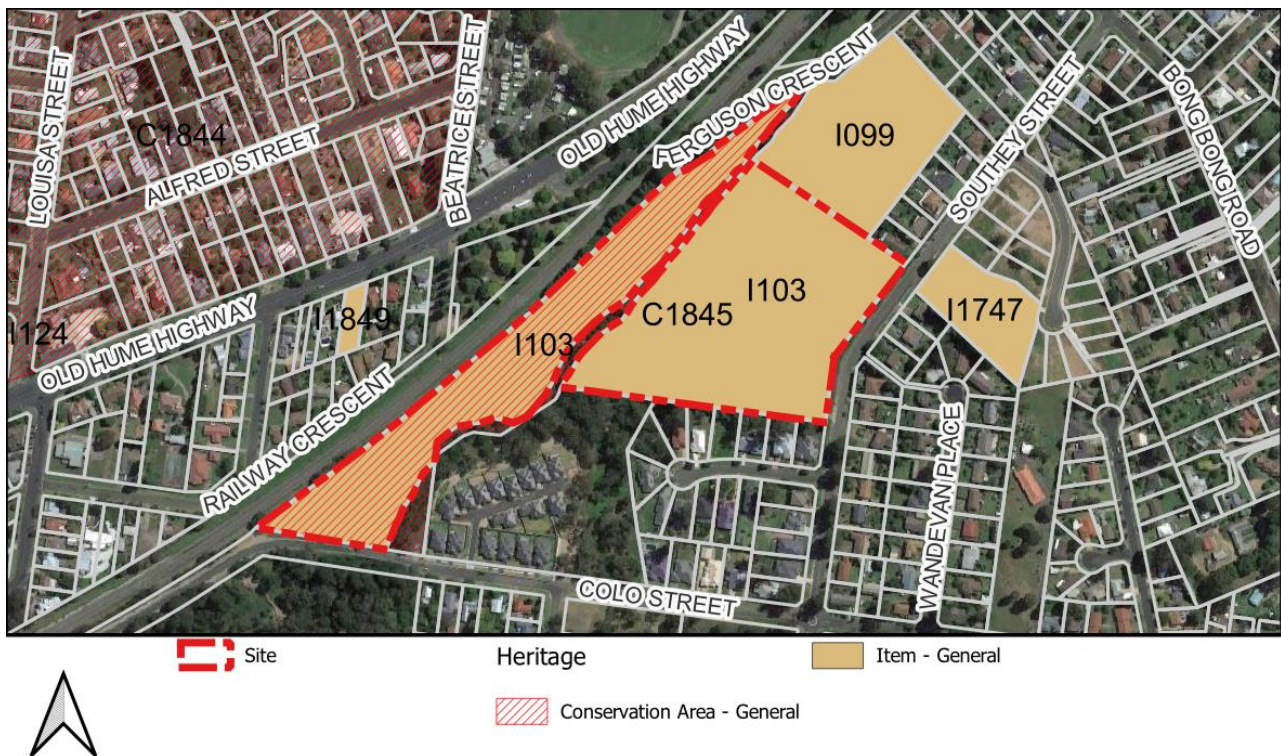 LOUISA STREET
C1844
ALFRED STREET
BEATRICE STREET
OLD HUME HIGHWAY
FERGUSON CRESCENT
I099
SOUTHEY STREET
BONG BONG ROAD
I124
OLD HUME HIGHWAY
I1849
I103
C1845
I103
I1747
RAILWAY CRESCENT
WANDEVAN PLACE
COLO STREET
Site
Heritage
Item - General
Conservation Area - General